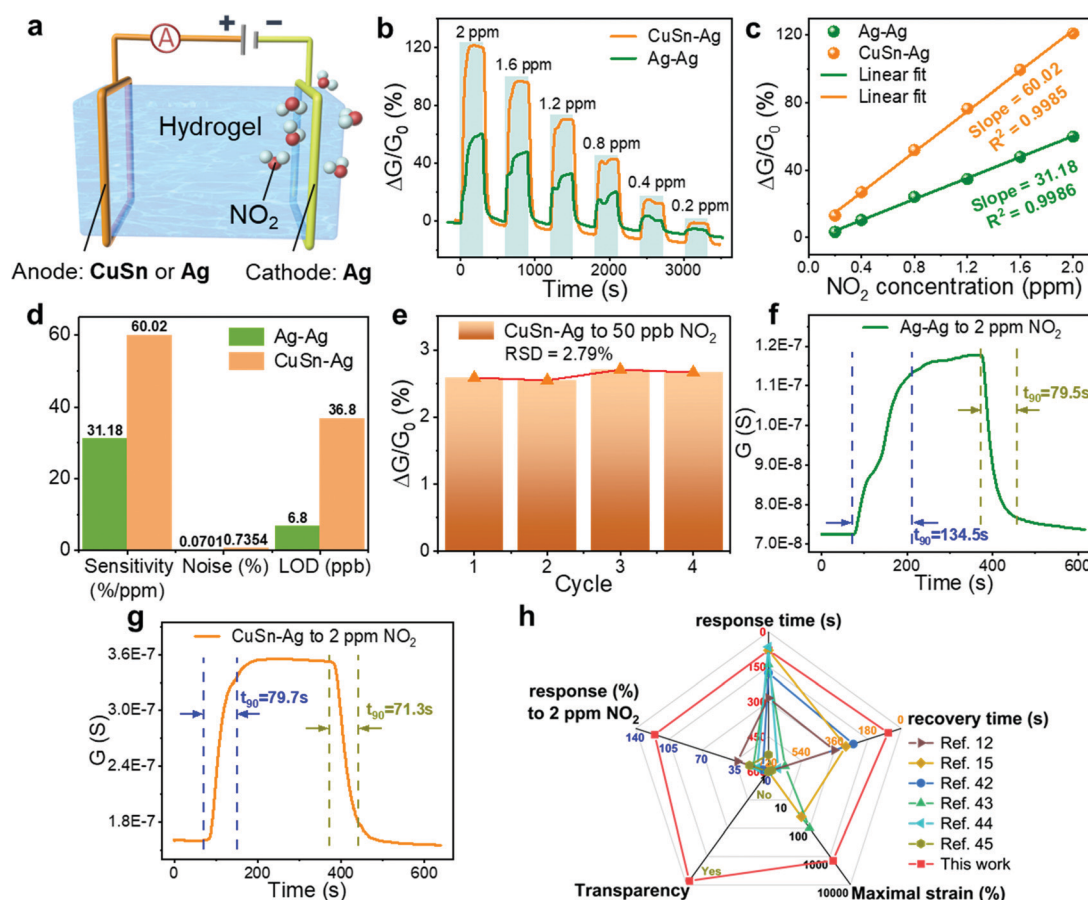 a
A
+
−
Hydrogel
NO2
Anode: CuSn or Ag
Cathode: Ag
b
ΔG/G0 (%)
120
80
40
0
2 ppm
1.6 ppm
1.2 ppm
0.8 ppm
0.4 ppm
0.2 ppm
CuSn-Ag
Ag-Ag
0 1000 2000 3000
Time (s)
c
ΔG/G0 (%)
120
80
40
0
Ag-Ag
CuSn-Ag
Linear fit
Linear fit
Slope = 60.02
R2 = 0.9985
Slope = 31.18
R2 = 0.9986
0.0 0.4 0.8 1.2 1.6 2.0
NO2 concentration (ppm)
d
60
40
20
0
Ag-Ag
CuSn-Ag
60.02
31.18
0.0701
0.7354
6.8
36.8
Sensitivity
(%/ppm)
Noise (%)
LOD (ppb)
e
ΔG/G0 (%)
3
2
1
0
CuSn-Ag to 50 ppb NO2
RSD = 2.79%
1 2 3 4
Cycle
f
G (S)
1.2E-7
1.1E-7
9.0E-8
8.0E-8
7.0E-8
Ag-Ag to 2 ppm NO2
t90=79.5s
t90=134.5s
0 200 400 600
Time (s)
g
G (S)
3.6E-7
3.0E-7
2.4E-7
1.8E-7
CuSn-Ag to 2 ppm NO2
t90=79.7s
t90=71.3s
0 200 400 600
Time (s)
h
response time (s)
0
150
300
450
600
response (%)
to 2 ppm NO2
140
105
70
35
0
recovery time (s)
0
180
360
540
Transparency
No
Yes
Maximal strain (%)
10
100
1000
10000
Ref. 12
Ref. 15
Ref. 42
Ref. 43
Ref. 44
Ref. 45
This work